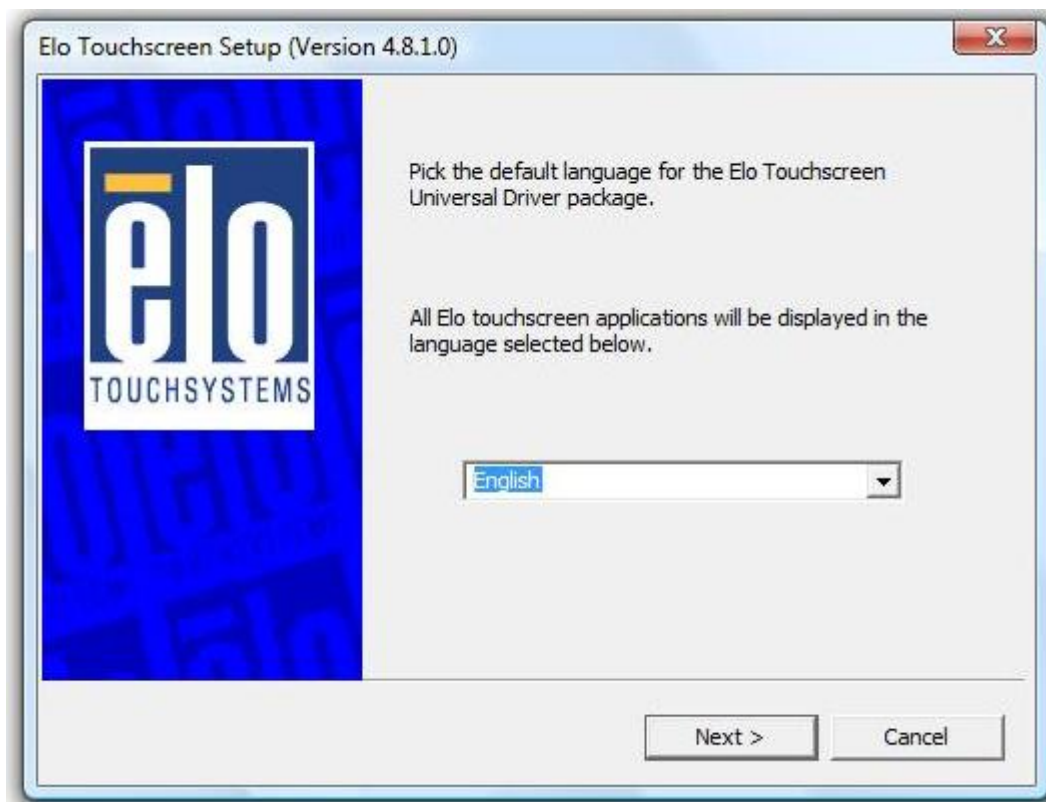 Elo Touchscreen Setup (Version 4.8.1.0)
Pick the default language for the Elo Touchscreen
Universal Driver package.
All Elo touchscreen applications will be displayed in the
language selected below.
ēlo
TOUCHSYSTEMS
English
Next >
Cancel